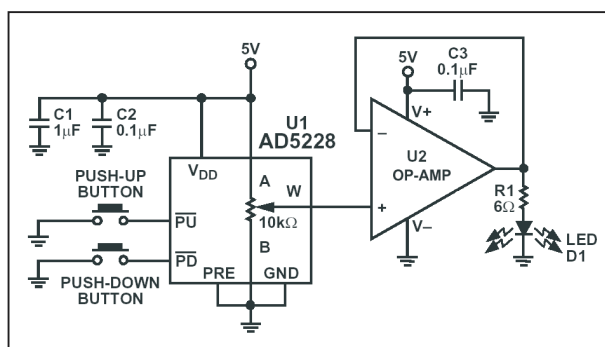 5V
C1
1µF
C2
0.1µF
U1
AD5228
V_DD
A
W
10kΩ
B
PUSH-UP
BUTTON
PU
PD
PUSH-DOWN
BUTTON
PRE
GND
5V
C3
0.1µF
V+
−
U2
OP-AMP
+
V−
R1
6Ω
LED
D1